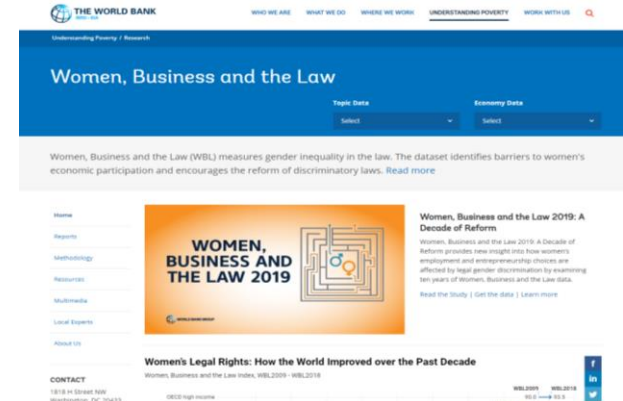 THE WORLD BANK
IBRD • IDA
WHO WE ARE
WHAT WE DO
WHERE WE WORK
UNDERSTANDING POVERTY
WORK WITH US
Understanding Poverty / Research
Women, Business and the Law
Topic Data
Economy Data
Select
Select
Women, Business and the Law (WBL) measures gender inequality in the law. The dataset identifies barriers to women's
economic participation and encourages the reform of discriminatory laws. Read more
Home
Reports
Methodology
Resources
Multimedia
Local Experts
About Us
CONTACT
1818 H Street NW
Washington, DC 20433
WOMEN,
BUSINESS AND
THE LAW 2019
WORLD BANK GROUP
Women, Business and the Law 2019: A
Decade of Reform
Women, Business and the Law 2019: A Decade of
Reform provides new insight into how women's
employment and entrepreneurship choices are
affected by legal gender discrimination by examining
ten years of Women, Business and the Law data.
Read the Study | Get the data | Learn more
Women's Legal Rights: How the World Improved over the Past Decade
Women, Business and the Law Index, WBL2009 - WBL2018
WBL2009 WBL2018
OECD high income
f
in